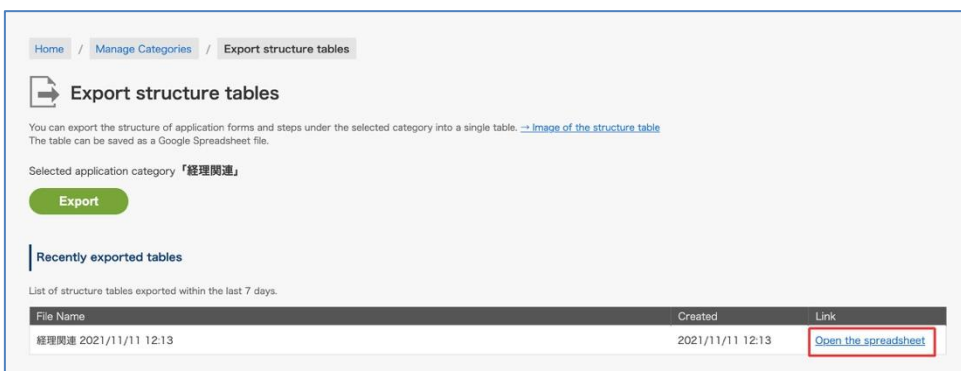 Home / Manage Categories / Export structure tables
Export structure tables
You can export the structure of application forms and steps under the selected category into a single table. → Image of the structure table
The table can be saved as a Google Spreadsheet file.
Selected application category「経理関連」
Export
Recently exported tables
List of structure tables exported within the last 7 days.
File Name Created Link
経理関連 2021/11/11 12:13 2021/11/11 12:13 Open the spreadsheet